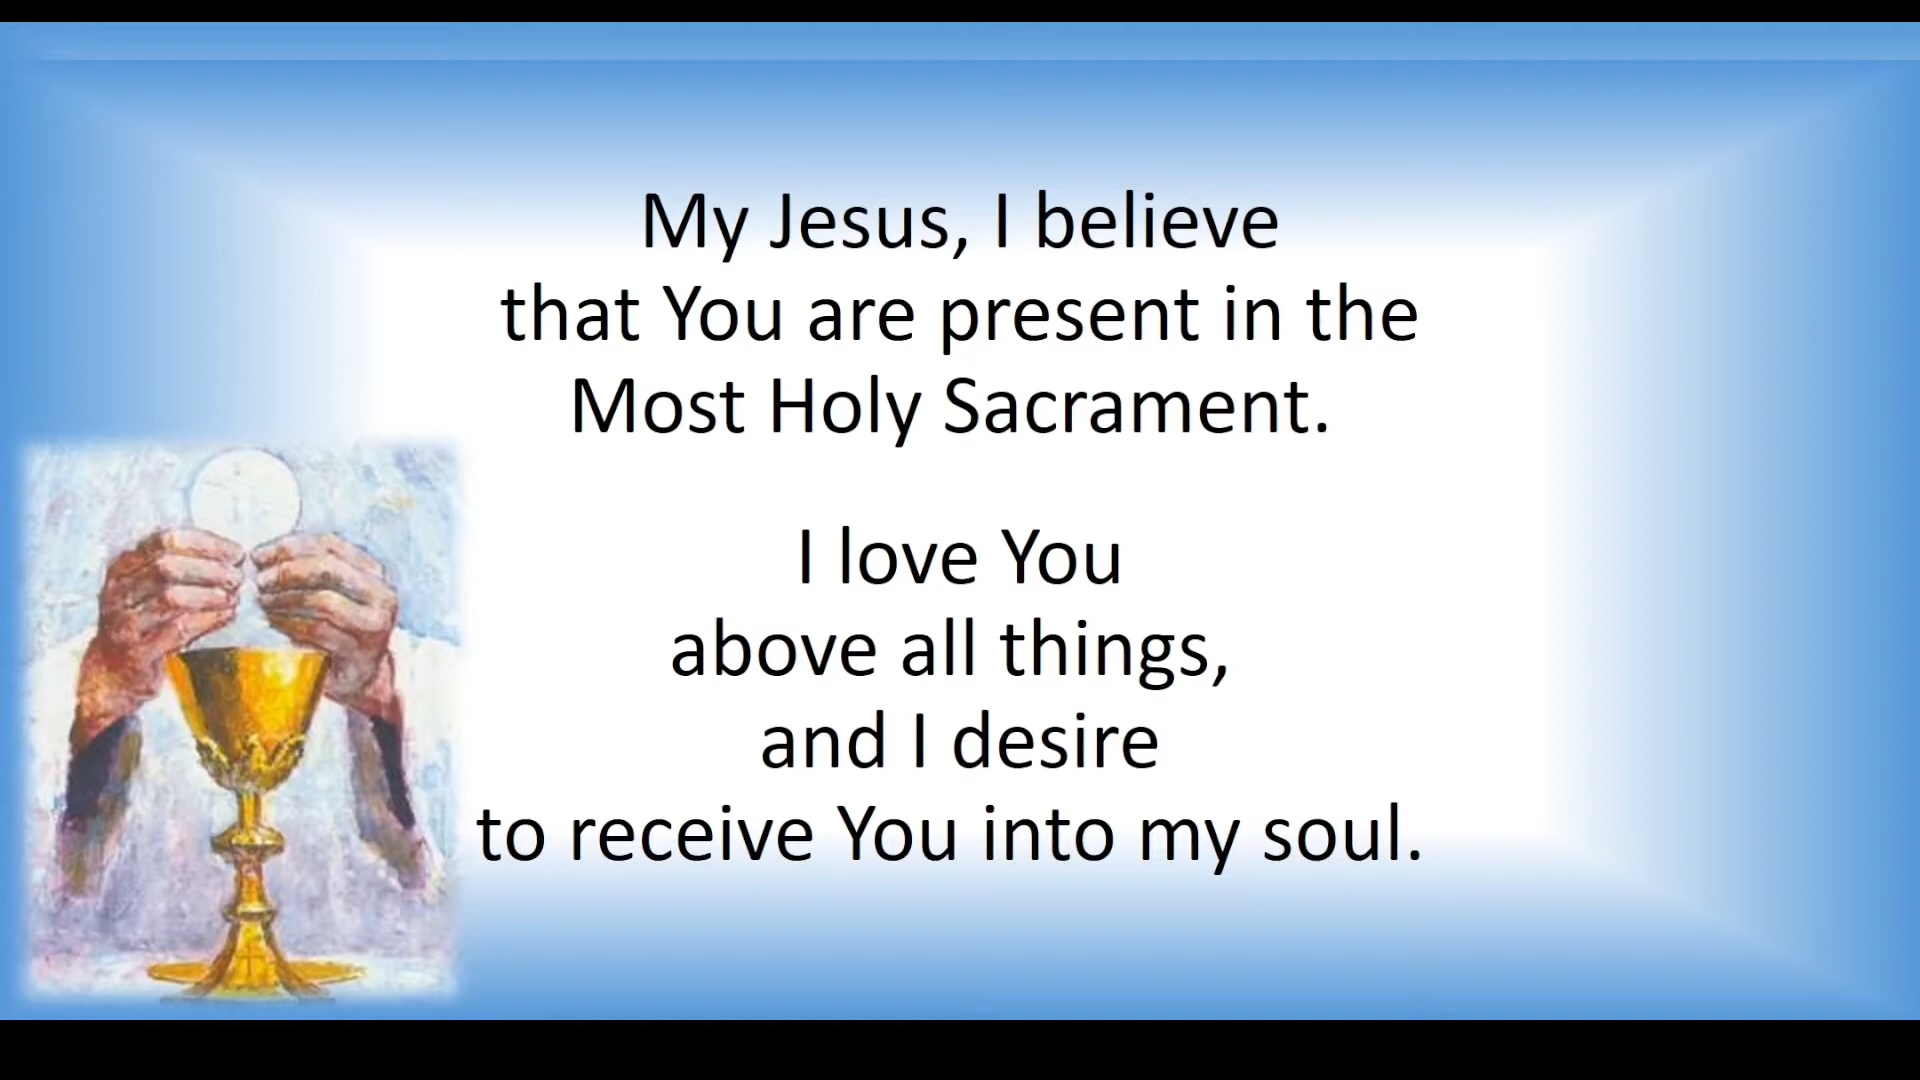 My Jesus, I believe
that You are present in the
Most Holy Sacrament.
I love You
above all things,
and I desire
to receive You into my soul.